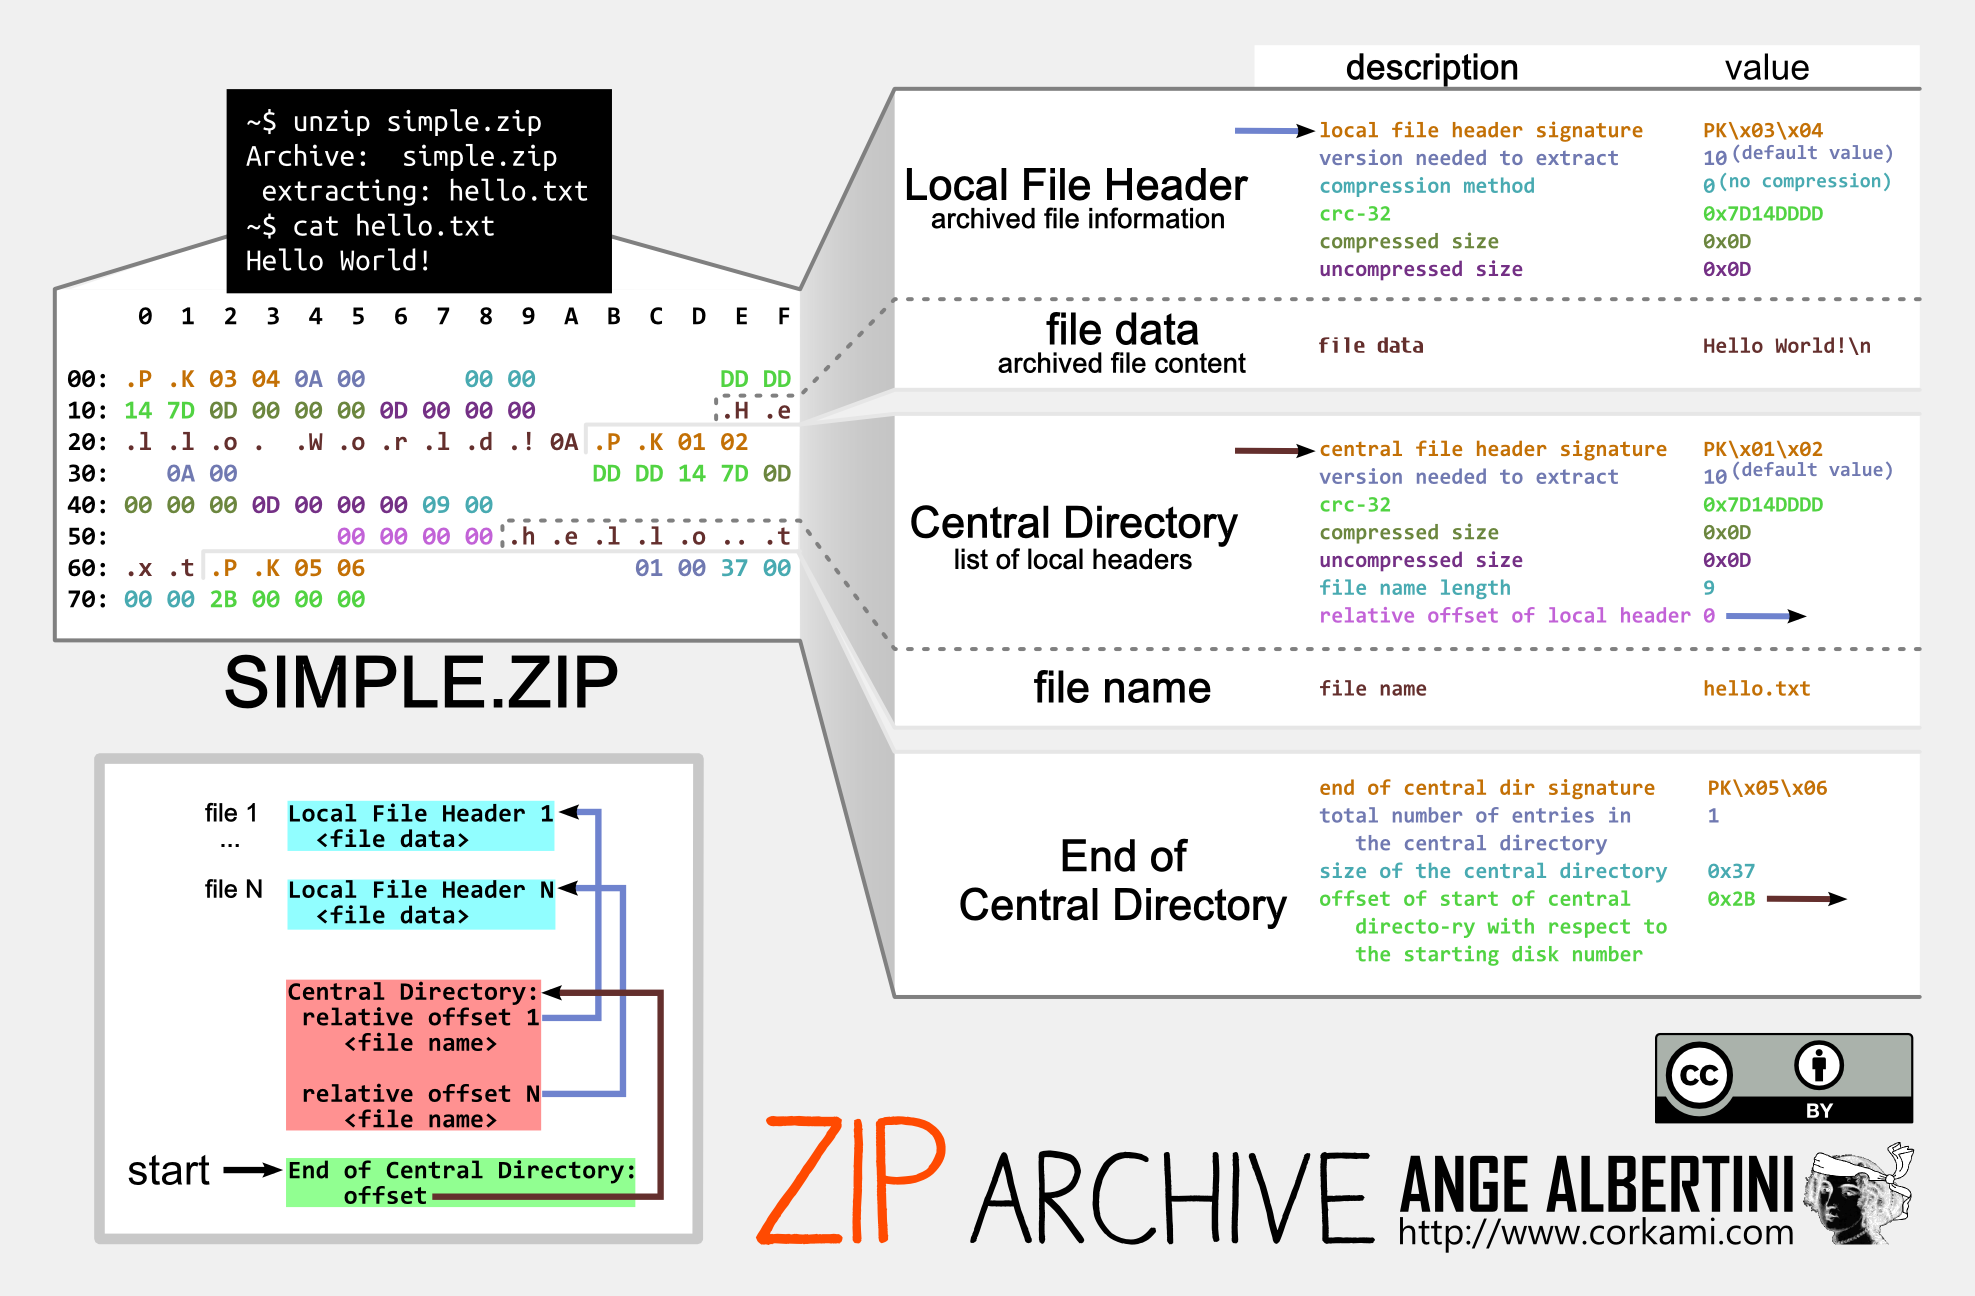 ~$ unzip simple.zip
Archive:  simple.zip
 extracting: hello.txt
~$ cat hello.txt
Hello World!
0 1 2 3 4 5 6 7 8 9 A B C D E F
00: .P .K 03 04 0A 00 00 00 DD DD
10: 14 7D 0D 00 00 00 0D 00 00 00 .H .e
20: .l .l .o .  .W .o .r .l .d .! 0A .P .K 01 02
30: 0A 00 DD DD 14 7D 0D
40: 00 00 00 0D 00 00 00 09 00
50: 00 00 00 00 .h .e .l .l .o .. .t
60: .x .t .P .K 05 06 01 00 37 00
70: 00 00 2B 00 00 00
SIMPLE.ZIP
description value
Local File Header
archived file information
local file header signature PK\x03\x04
version needed to extract 10 (default value)
compression method 0 (no compression)
crc-32 0x7D14DDDD
compressed size 0x0D
uncompressed size 0x0D
file data
archived file content
file data Hello World!\n
Central Directory
list of local headers
central file header signature PK\x01\x02
version needed to extract 10 (default value)
crc-32 0x7D14DDDD
compressed size 0x0D
uncompressed size 0x0D
file name length 9
relative offset of local header 0
file name
file name hello.txt
End of
Central Directory
end of central dir signature PK\x05\x06
total number of entries in 1
the central directory
size of the central directory 0x37
offset of start of central 0x2B
directo-ry with respect to
the starting disk number
file 1 Local File Header 1
... <file data>
file N Local File Header N
<file data>
Central Directory:
relative offset 1
<file name>
relative offset N
<file name>
start End of Central Directory:
offset
ZIP ARCHIVE
CC
BY
ANGE ALBERTINI
http://www.corkami.com